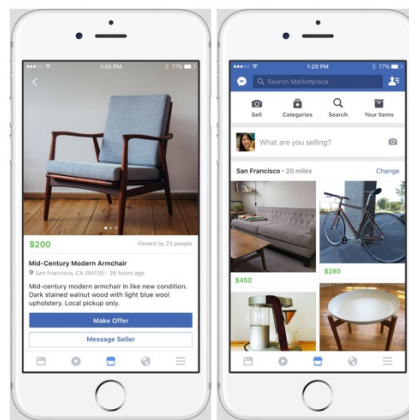 1:20 PM
77%
$200
Viewed by 23 people
Mid-Century Modern Armchair
San Francisco, CA (94115) · 26 hours ago
Mid-century modern armchair in like new condition.
Dark stained walnut wood with light blue wool
upholstery. Local pickup only.
Make Offer
Message Seller
1:20 PM
77%
Search Marketplace
Sell
Categories
Search
Your Items
What are you selling?
San Francisco · 20 miles
Change
$450
$280